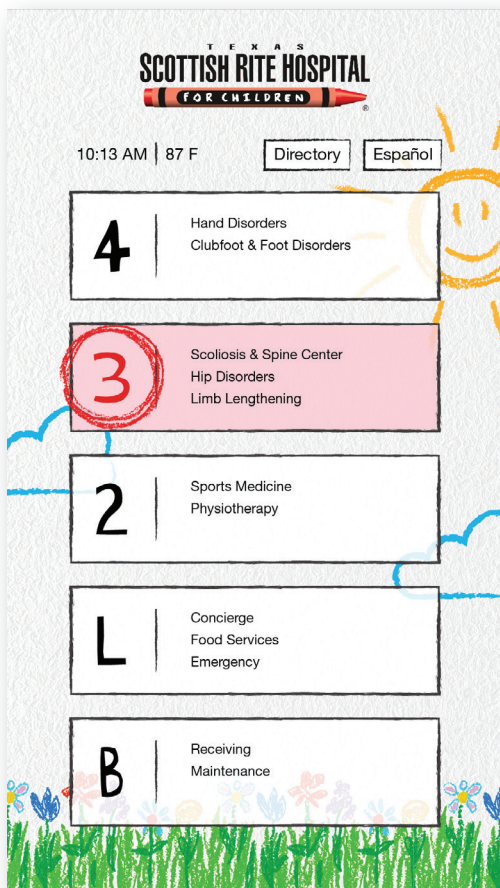 TEXAS
SCOTTISH RITE HOSPITAL
FOR CHILDREN
®
10:13 AM | 87 F
Directory
Español
4
Hand Disorders
Clubfoot & Foot Disorders
3
Scoliosis & Spine Center
Hip Disorders
Limb Lengthening
2
Sports Medicine
Physiotherapy
L
Concierge
Food Services
Emergency
B
Receiving
Maintenance